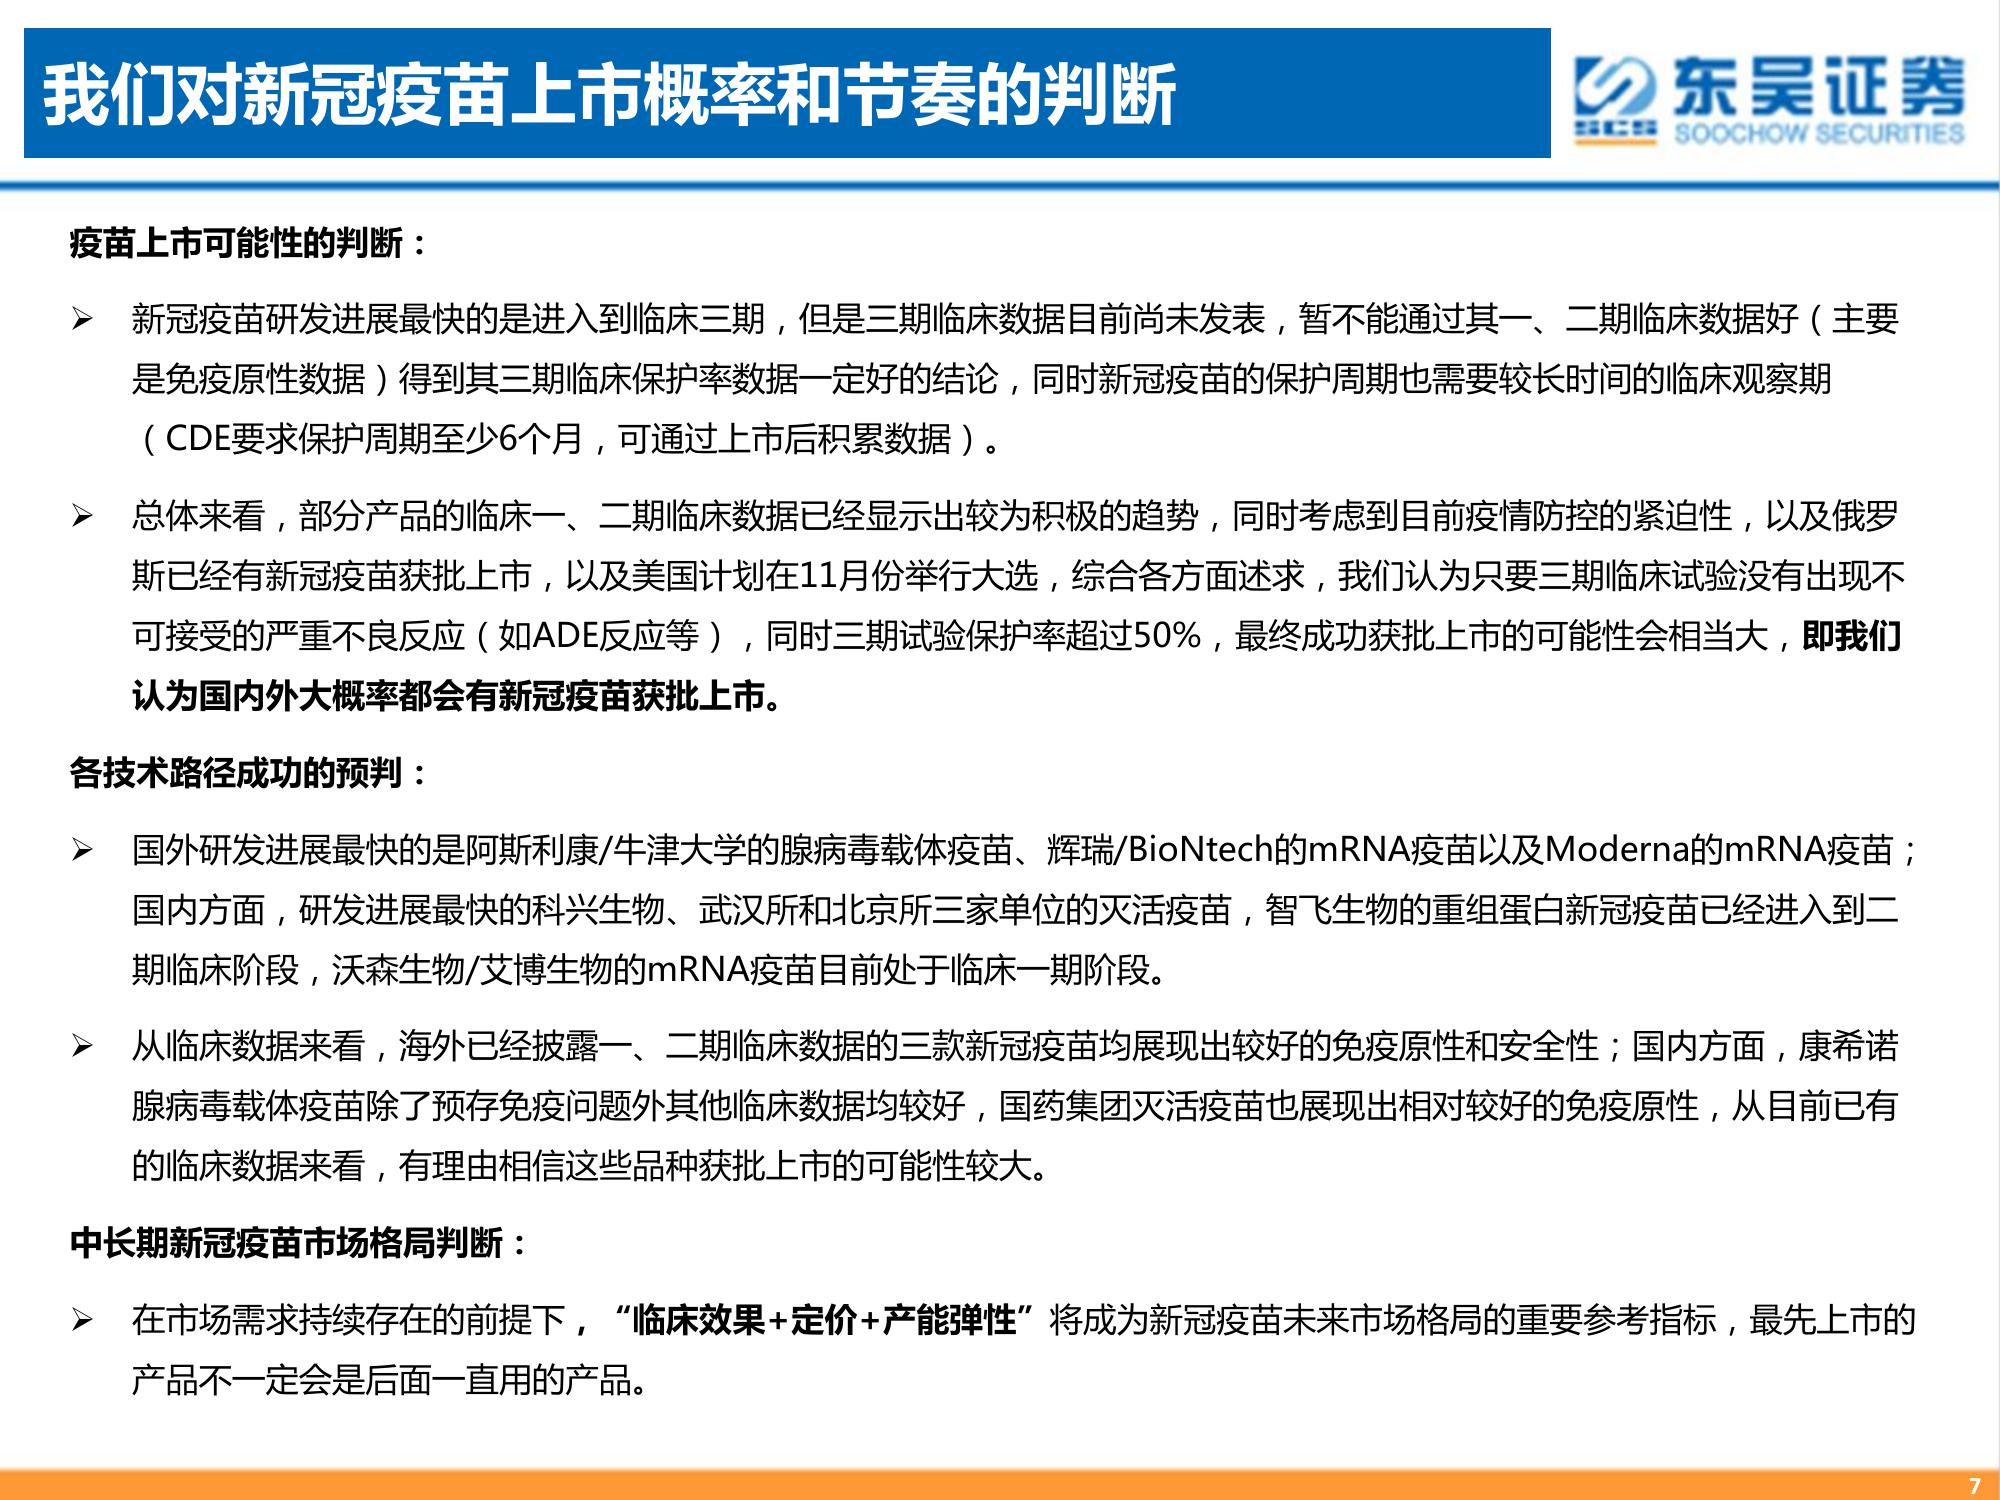 我们对新冠疫苗上市概率和节奏的判断
SCS
东吴证券
SOOCHOW SECURITIES
疫苗上市可能性的判断：
新冠疫苗研发进展最快的是进入到临床三期，但是三期临床数据目前尚未发表，暂不能通过其一、二期临床数据好（主要
是免疫原性数据）得到其三期临床保护率数据一定好的结论，同时新冠疫苗的保护周期也需要较长时间的临床观察期
（CDE要求保护周期至少6个月，可通过上市后积累数据）。
总体来看，部分产品的临床一、二期临床数据已经显示出较为积极的趋势，同时考虑到目前疫情防控的紧迫性，以及俄罗
斯已经有新冠疫苗获批上市，以及美国计划在11月份举行大选，综合各方面述求，我们认为只要三期临床试验没有出现不
可接受的严重不良反应（如ADE反应等），同时三期试验保护率超过50%，最终成功获批上市的可能性会相当大，即我们
认为国内外大概率都会有新冠疫苗获批上市。
各技术路径成功的预判：
国外研发进展最快的是阿斯利康/牛津大学的腺病毒载体疫苗、辉瑞/BioNtech的mRNA疫苗以及Moderna的mRNA疫苗；
国内方面，研发进展最快的科兴生物、武汉所和北京所三家单位的灭活疫苗，智飞生物的重组蛋白新冠疫苗已经进入到二
期临床阶段，沃森生物/艾博生物的mRNA疫苗目前处于临床一期阶段。
从临床数据来看，海外已经披露一、二期临床数据的三款新冠疫苗均展现出较好的免疫原性和安全性；国内方面，康希诺
腺病毒载体疫苗除了预存免疫问题外其他临床数据均较好，国药集团灭活疫苗也展现出相对较好的免疫原性，从目前已有
的临床数据来看，有理由相信这些品种获批上市的可能性较大。
中长期新冠疫苗市场格局判断：
在市场需求持续存在的前提下，“临床效果+定价+产能弹性”将成为新冠疫苗未来市场格局的重要参考指标，最先上市的
产品不一定会是后面一直用的产品。
7